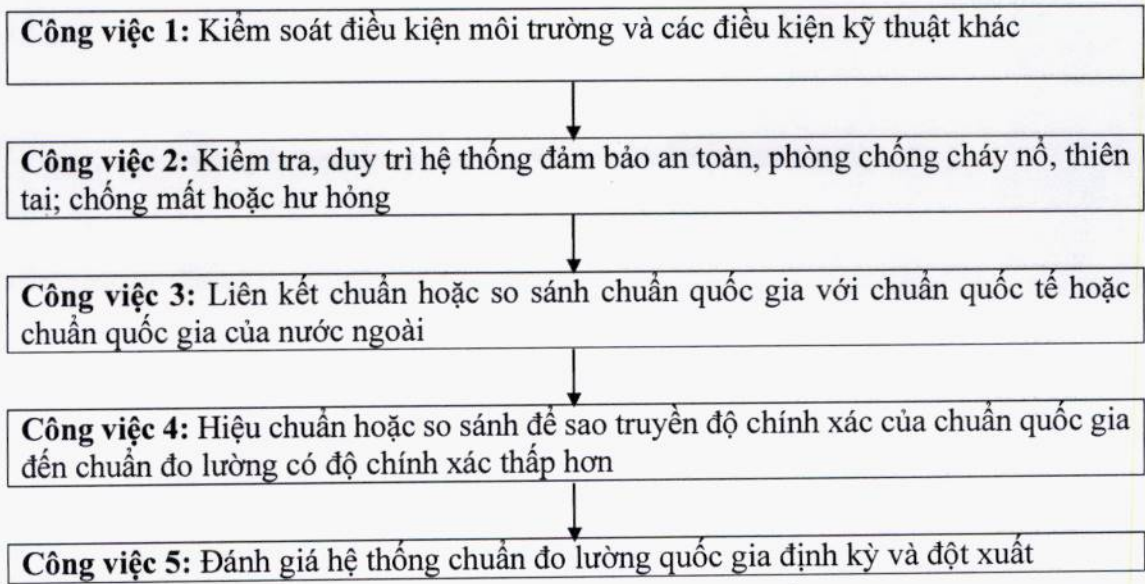 Công việc 1: Kiểm soát điều kiện môi trường và các điều kiện kỹ thuật khác
Công việc 2: Kiểm tra, duy trì hệ thống đảm bảo an toàn, phòng chống cháy nổ, thiên
tai; chống mất hoặc hư hỏng
Công việc 3: Liên kết chuẩn hoặc so sánh chuẩn quốc gia với chuẩn quốc tế hoặc
chuẩn quốc gia của nước ngoài
Công việc 4: Hiệu chuẩn hoặc so sánh để sao truyền độ chính xác của chuẩn quốc gia
đến chuẩn đo lường có độ chính xác thấp hơn
Công việc 5: Đánh giá hệ thống chuẩn đo lường quốc gia định kỳ và đột xuất